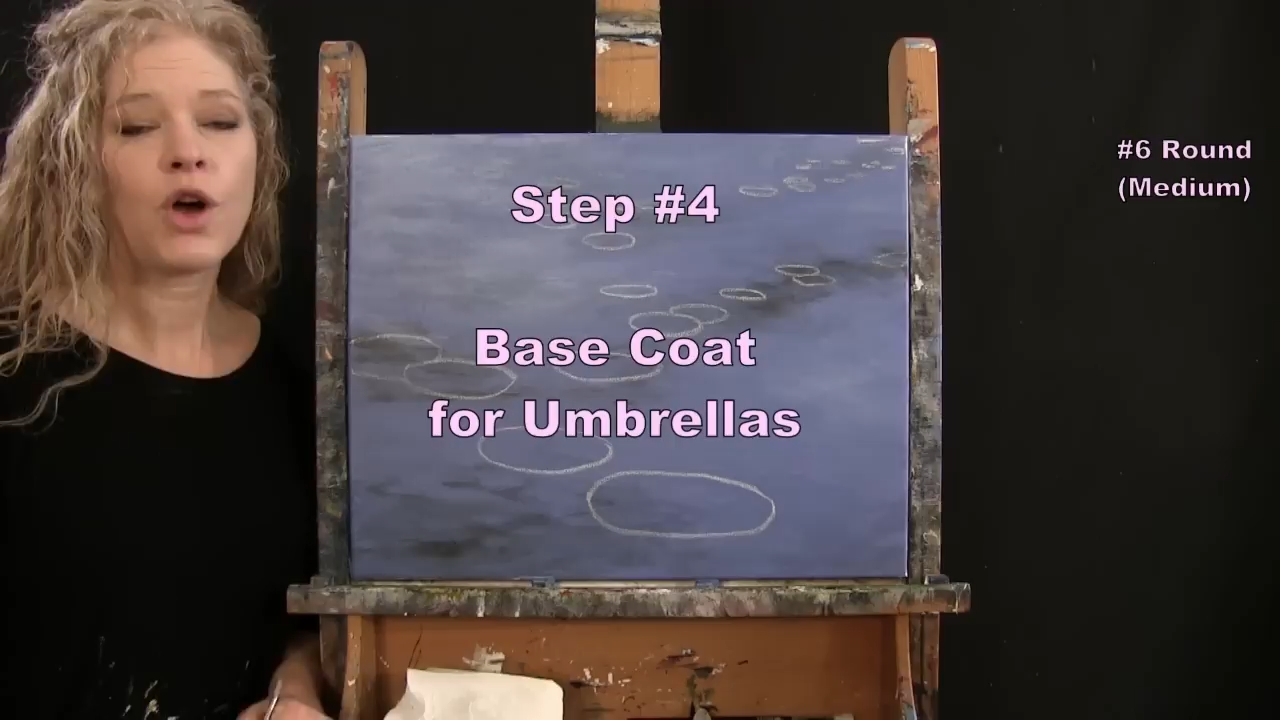 Step #4
Base Coat
for Umbrellas
#6 Round
(Medium)